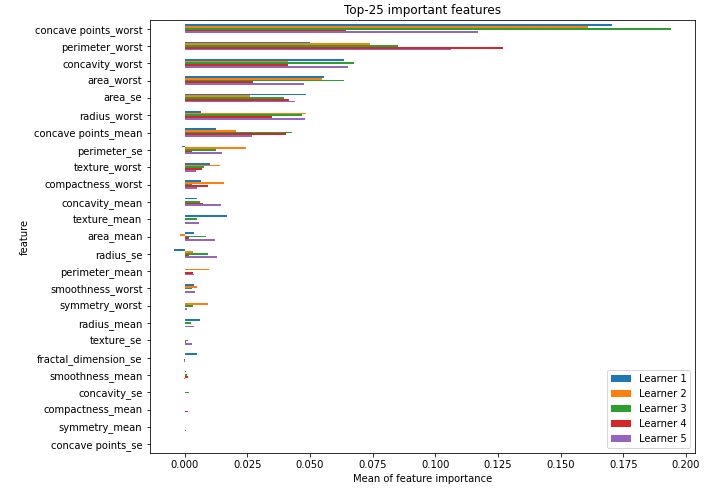 Top-25 important features
concave points_worst
perimeter_worst
concavity_worst
area_worst
area_se
radius_worst
concave points_mean
perimeter_se
texture_worst
compactness_worst
concavity_mean
texture_mean
area_mean
radius_se
perimeter_mean
smoothness_worst
symmetry_worst
radius_mean
texture_se
fractal_dimension_se
smoothness_mean
concavity_se
compactness_mean
symmetry_mean
concave points_se
feature
Learner 1
Learner 2
Learner 3
Learner 4
Learner 5
0.000 0.025 0.050 0.075 0.100 0.125 0.150 0.175 0.200
Mean of feature importance